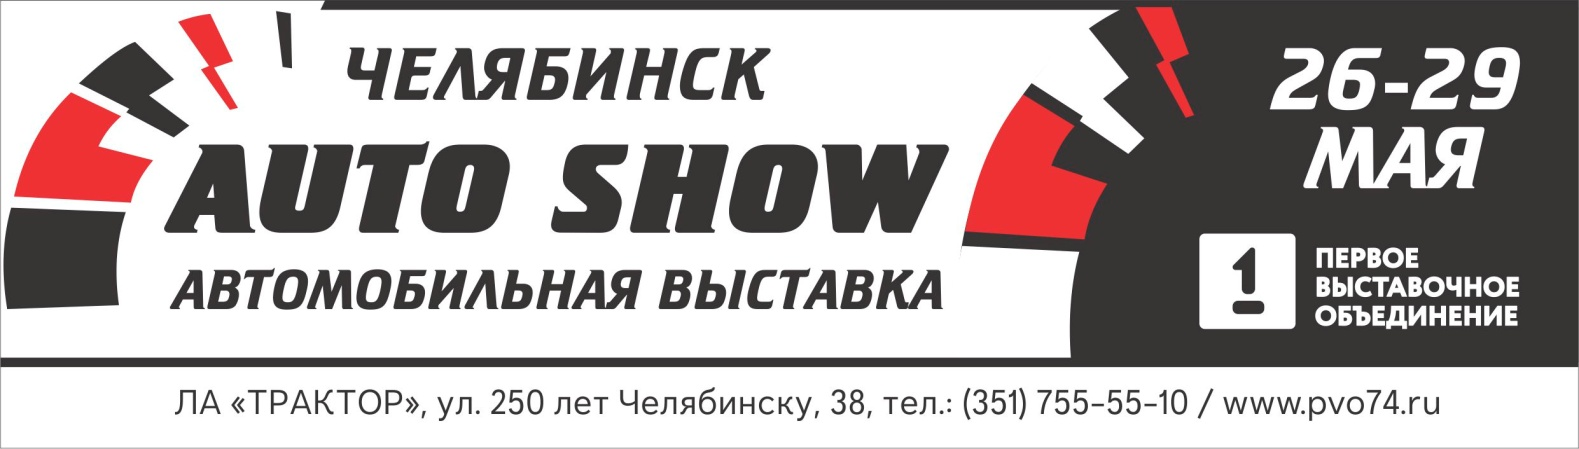 ЧЕЛЯБИНСК
AUTO SHOW
АВТОМОБИЛЬНАЯ ВЫСТАВКА
26-29
МАЯ
1
ПЕРВОЕ
ВЫСТАВОЧНОЕ
ОБЪЕДИНЕНИЕ
ЛА «ТРАКТОР», ул. 250 лет Челябинску, 38, тел.: (351) 755-55-10 / www.pvo74.ru